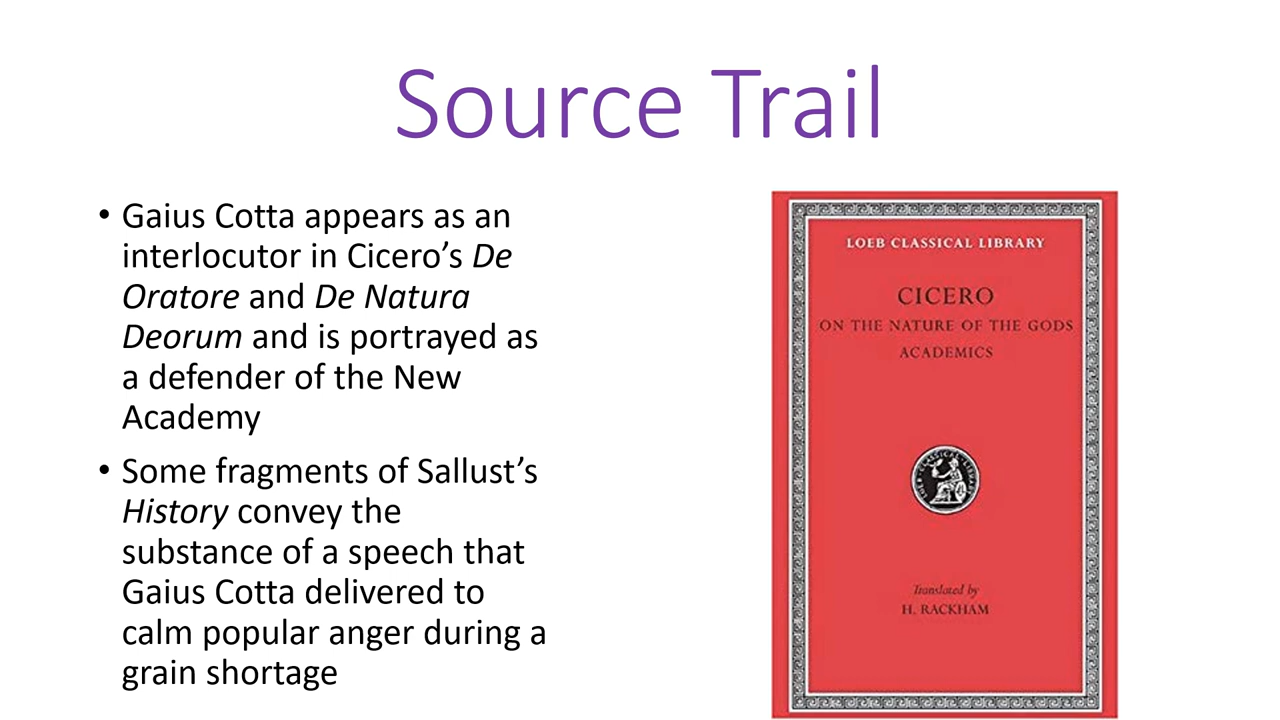 Source Trail
• Gaius Cotta appears as an
interlocutor in Cicero’s De
Oratore and De Natura
Deorum and is portrayed as
a defender of the New
Academy
• Some fragments of Sallust’s
History convey the
substance of a speech that
Gaius Cotta delivered to
calm popular anger during a
grain shortage
LOEB CLASSICAL LIBRARY
CICERO
ON THE NATURE OF THE GODS
ACADEMICS
Translated by
H. RACKHAM